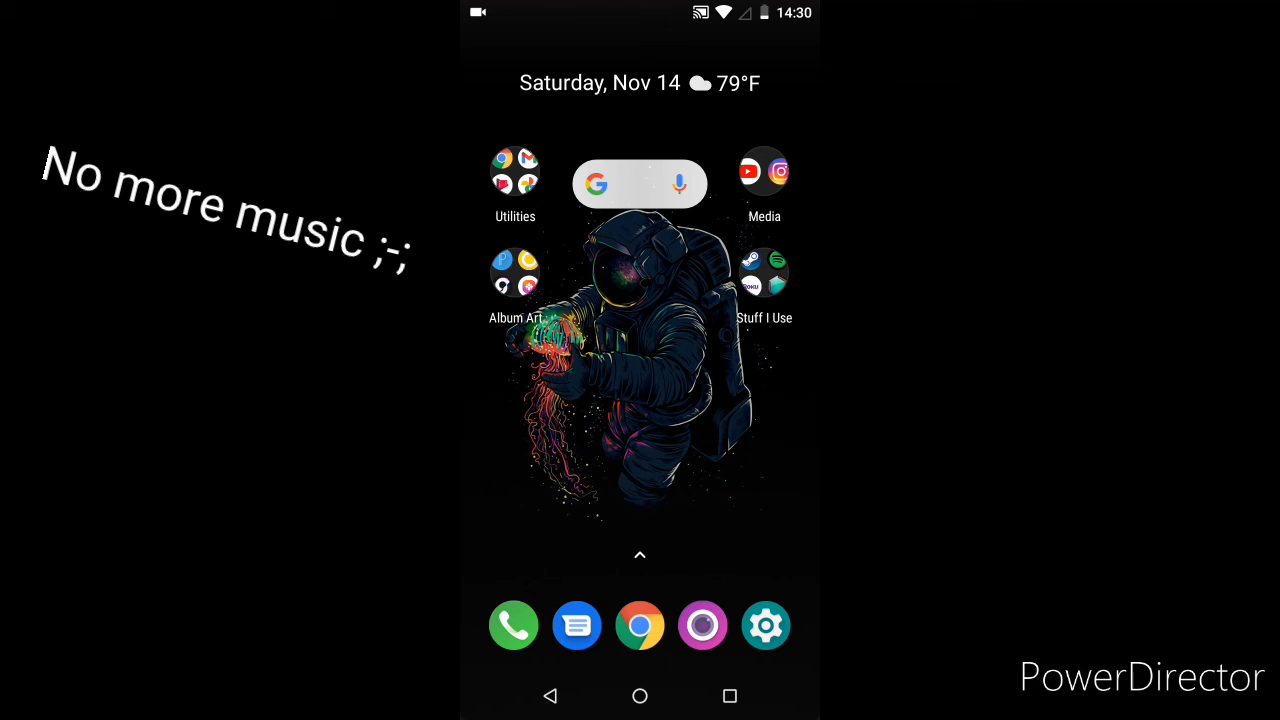 14:30
Saturday, Nov 14 79°F
No more music ;-;
Utilities
Media
Album Art
Stuff I Use
PowerDirector